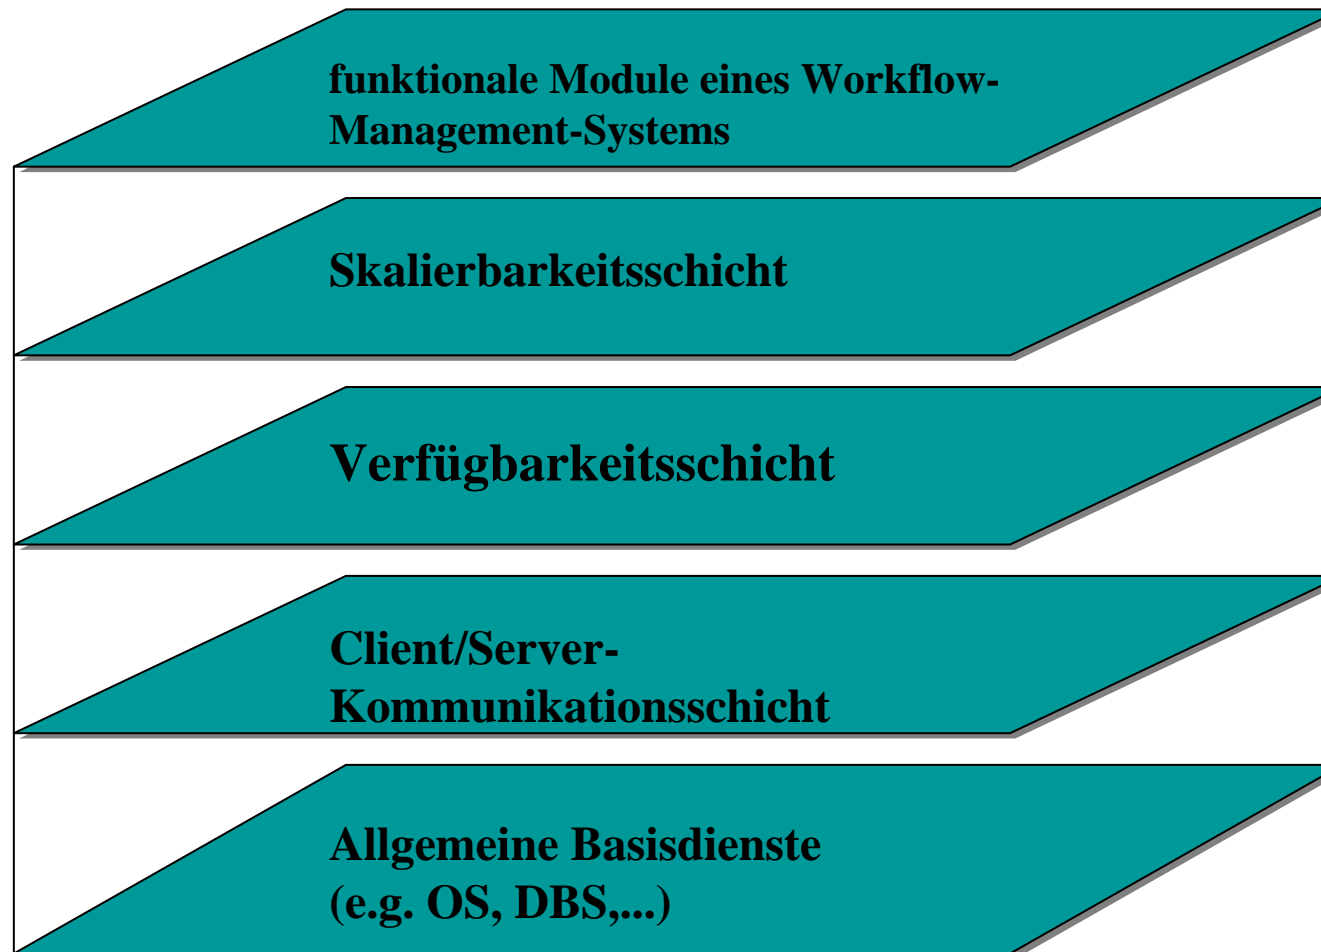 funktionale Module eines Workflow-
Management-Systems
Skalierbarkeitsschicht
Verfügbarkeitsschicht
Client/Server-
Kommunikationsschicht
Allgemeine Basisdienste
(e.g. OS, DBS,...)